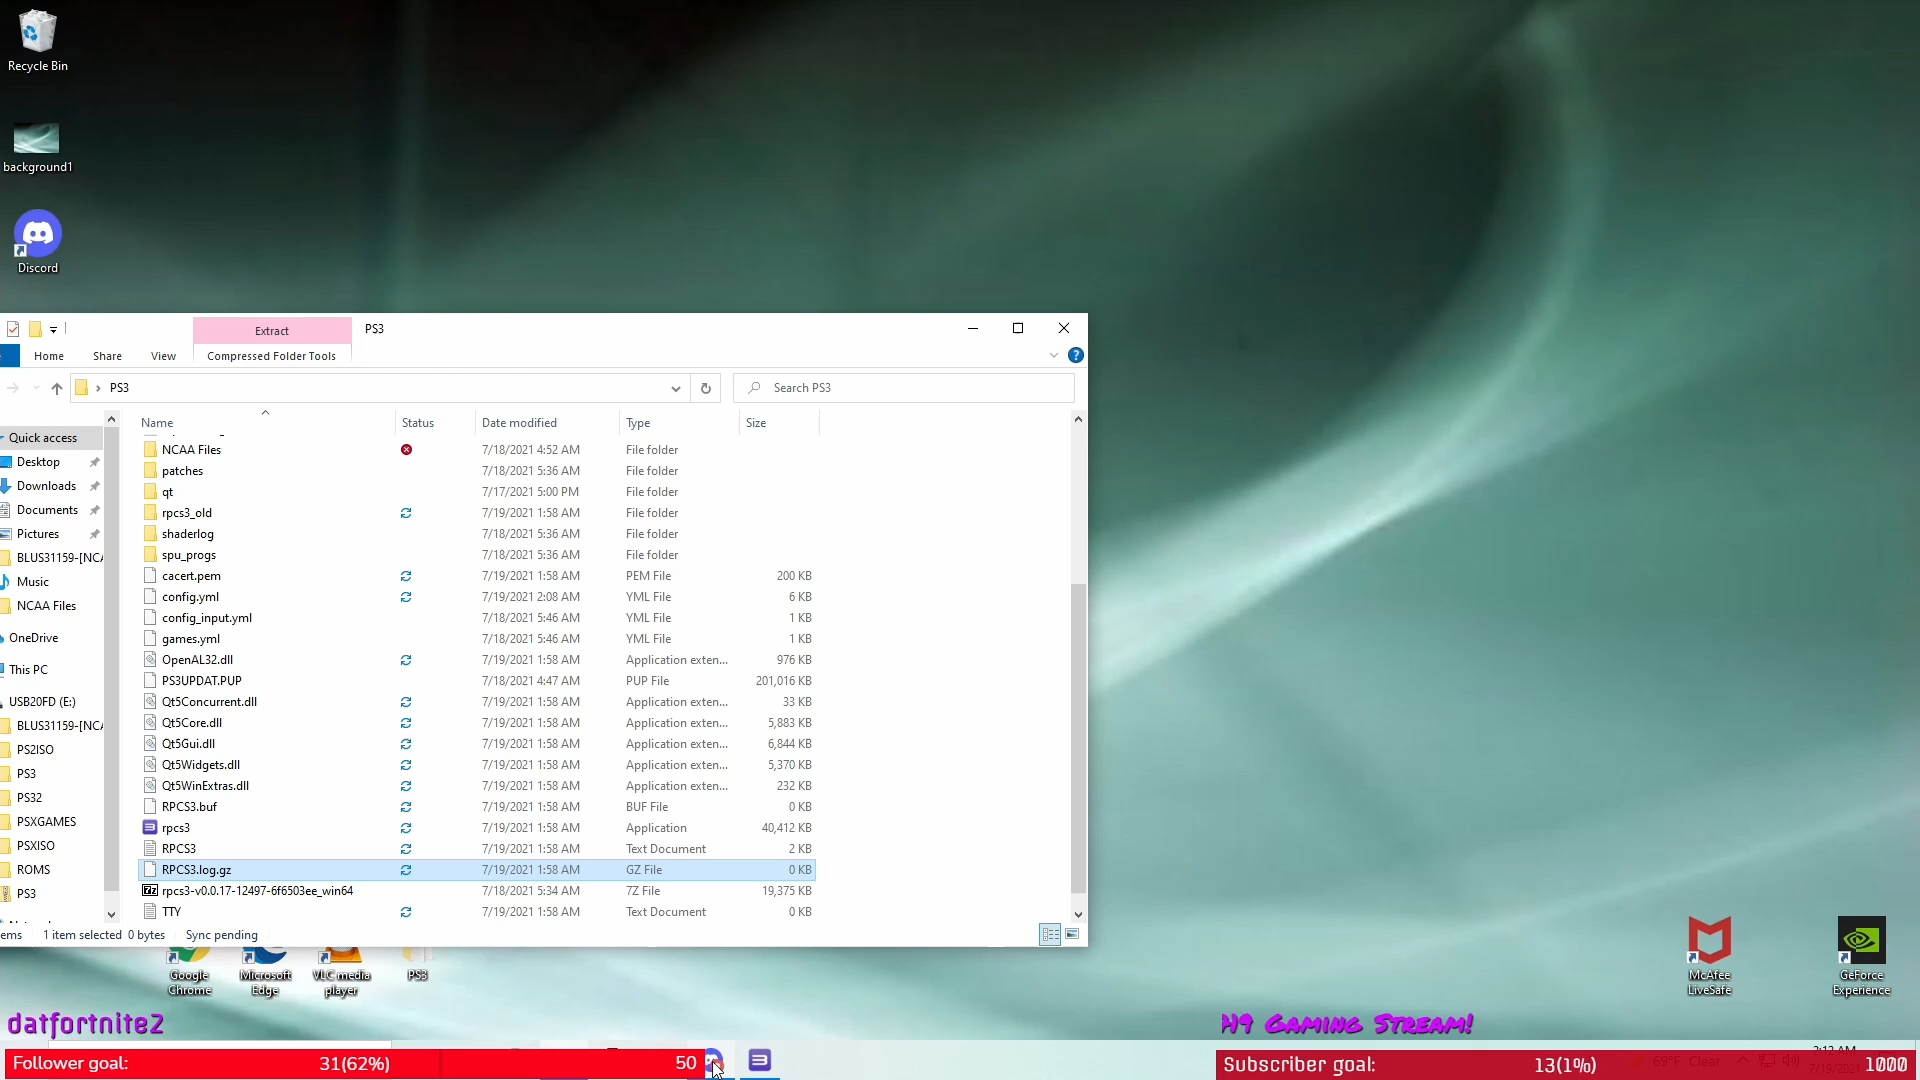 Recycle Bin
background1
Discord
Extract
PS3
Home
Share
View
Compressed Folder Tools
PS3
Search PS3
Name
Status
Date modified
Type
Size
Quick access
Desktop
Downloads
Documents
Pictures
BLUS31159-[NCA
Music
NCAA Files
OneDrive
This PC
USB20FD (E:)
BLUS31159-[NCA
PS2ISO
PS3
PS32
PSXGAMES
PSXISO
ROMS
PS3
NCAA Files 7/18/2021 4:52 AM File folder
patches 7/18/2021 5:36 AM File folder
qt 7/17/2021 5:00 PM File folder
rpcs3_old 7/19/2021 1:58 AM File folder
shaderlog 7/18/2021 5:36 AM File folder
spu_progs 7/18/2021 5:36 AM File folder
cacert.pem 7/19/2021 1:58 AM PEM File 200 KB
config.yml 7/19/2021 2:08 AM YML File 6 KB
config_input.yml 7/18/2021 5:46 AM YML File 1 KB
games.yml 7/18/2021 5:46 AM YML File 1 KB
OpenAL32.dll 7/19/2021 1:58 AM Application exten... 976 KB
PS3UPDAT.PUP 7/18/2021 4:47 AM PUP File 201,016 KB
Qt5Concurrent.dll 7/19/2021 1:58 AM Application exten... 33 KB
Qt5Core.dll 7/19/2021 1:58 AM Application exten... 5,883 KB
Qt5Gui.dll 7/19/2021 1:58 AM Application exten... 6,844 KB
Qt5Widgets.dll 7/19/2021 1:58 AM Application exten... 5,370 KB
Qt5WinExtras.dll 7/19/2021 1:58 AM Application exten... 232 KB
RPCS3.buf 7/19/2021 1:58 AM BUF File 0 KB
rpcs3 7/19/2021 1:58 AM Application 40,412 KB
RPCS3 7/19/2021 1:58 AM Text Document 2 KB
RPCS3.log.gz 7/19/2021 1:58 AM GZ File 0 KB
rpcs3-v0.0.17-12497-6f6503ee_win64 7/18/2021 5:34 AM 7Z File 19,375 KB
TTY 7/19/2021 1:58 AM Text Document 0 KB
ems 1 item selected 0 bytes Sync pending
Google Chrome
Microsoft Edge
VLC media player
PS3
McAfee LiveSafe
GeForce Experience
datfortnite2
H9 Gaming Stream!
Follower goal: 31(62%) 50
Subscriber goal: 13(1%) 1000
69°F Clear